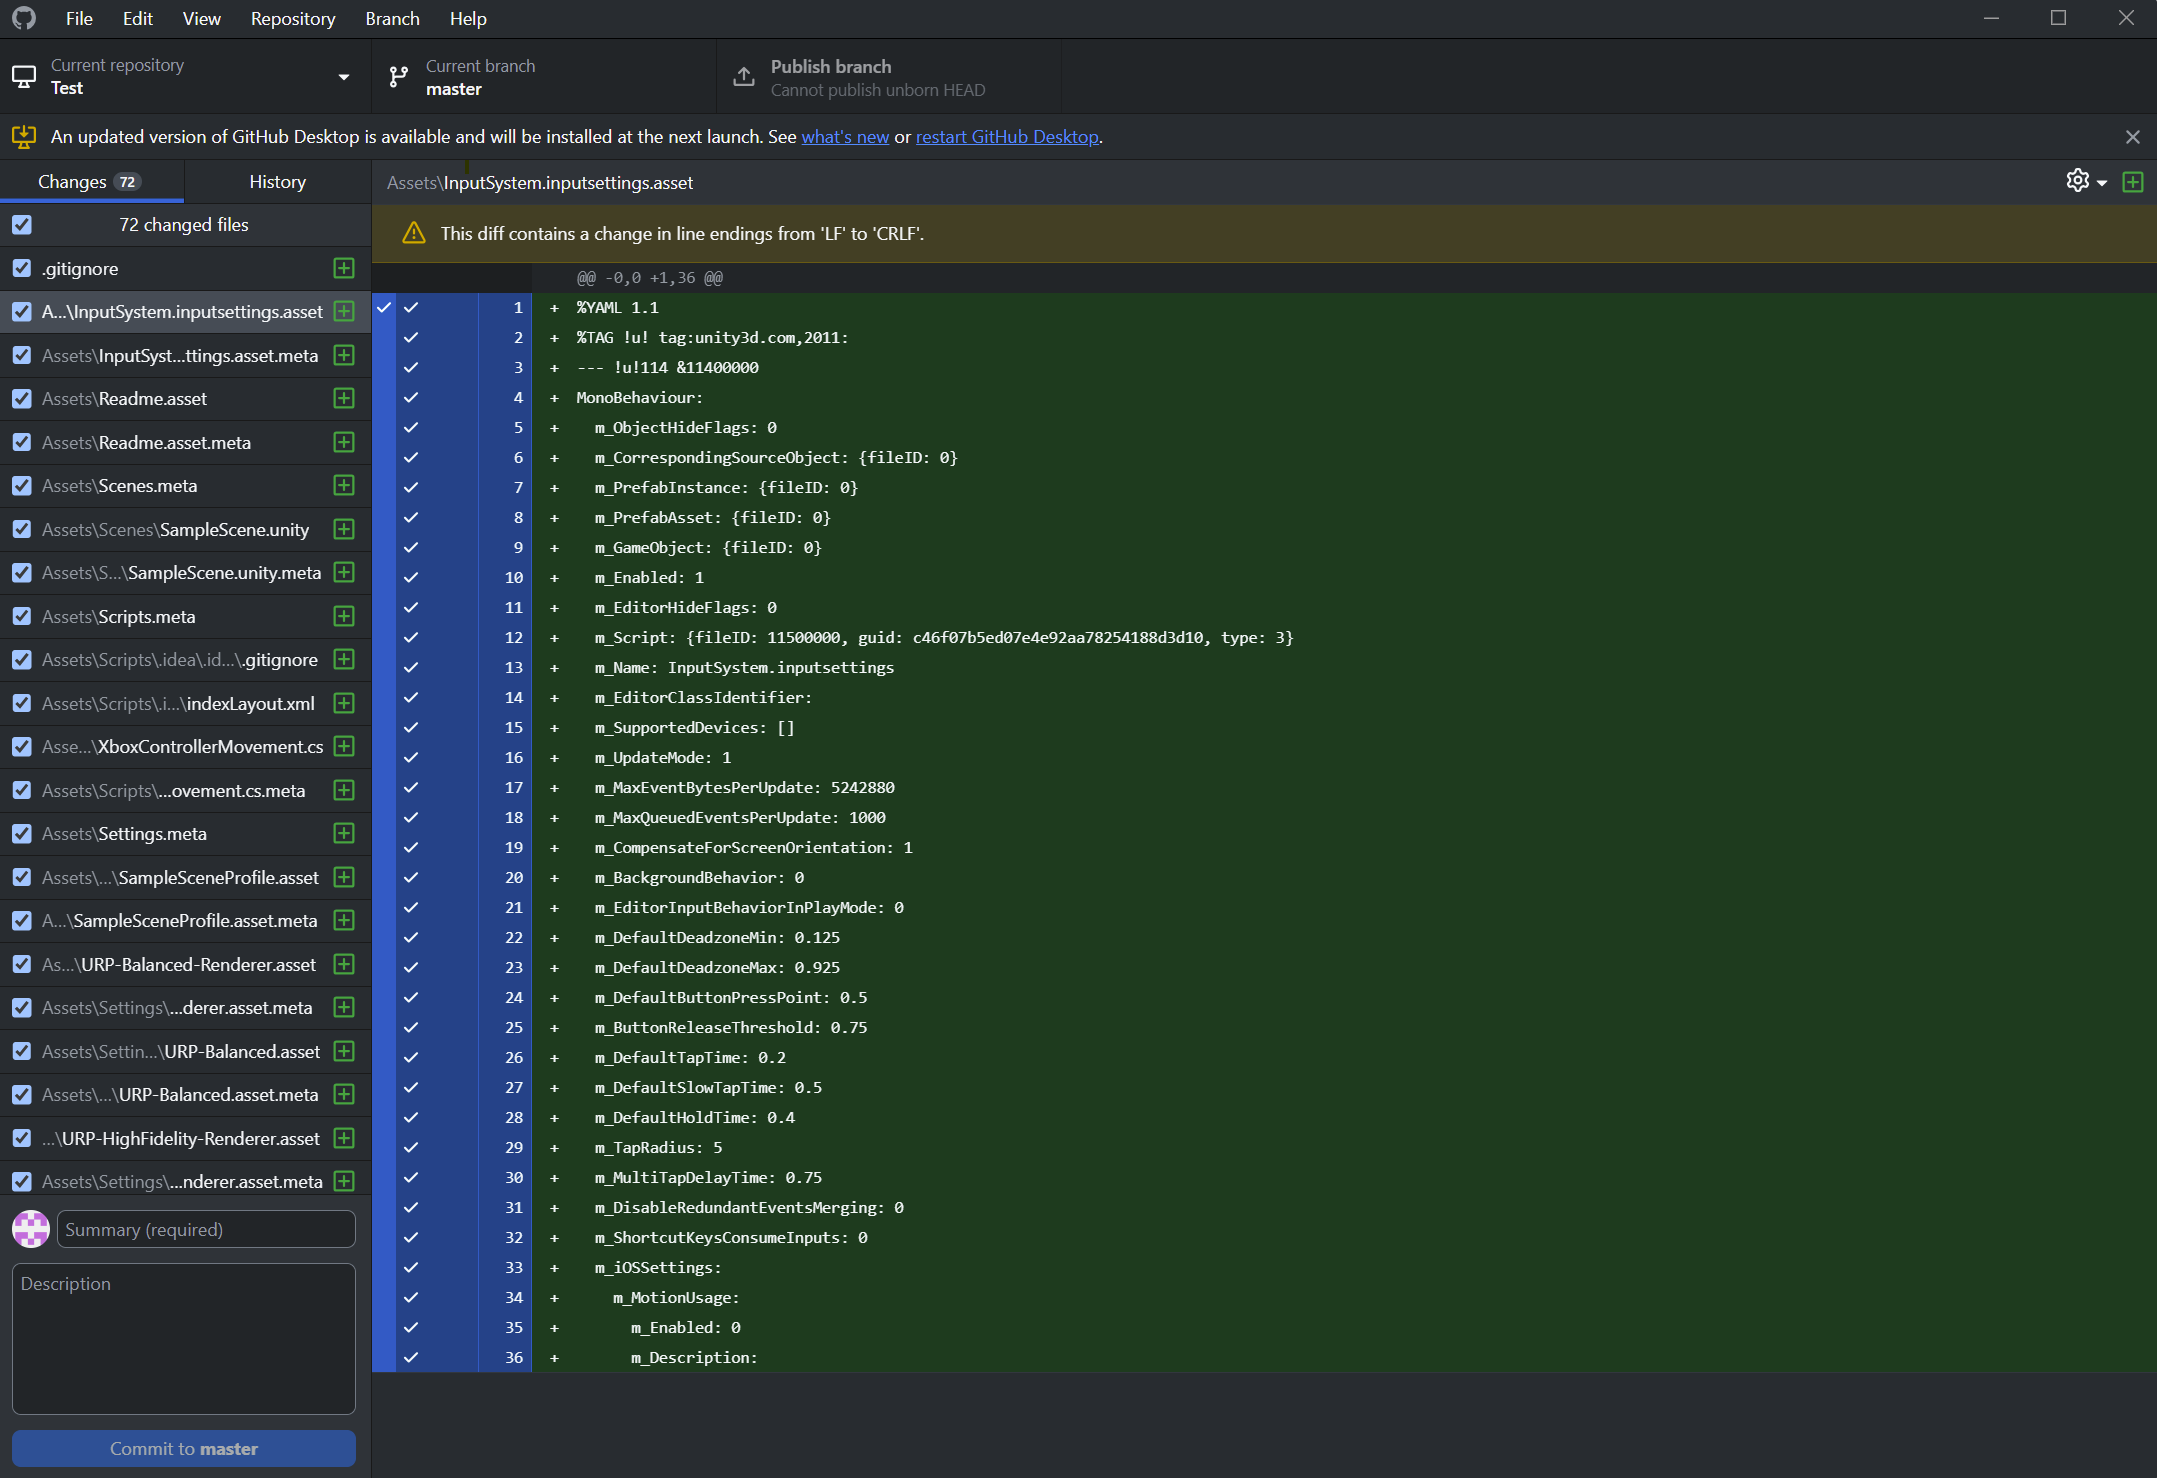 File Edit View Repository Branch Help
Current repository
Test
Current branch
master
Publish branch
Cannot publish unborn HEAD
An updated version of GitHub Desktop is available and will be installed at the next launch. See what's new or restart GitHub Desktop.
Changes 72
History
72 changed files
.gitignore
A...\InputSystem.inputsettings.asset
Assets\InputSyst...ttings.asset.meta
Assets\Readme.asset
Assets\Readme.asset.meta
Assets\Scenes.meta
Assets\Scenes\SampleScene.unity
Assets\S...\SampleScene.unity.meta
Assets\Scripts.meta
Assets\Scripts\.idea\.id...\.gitignore
Assets\Scripts\.i...\indexLayout.xml
Asse...\XboxControllerMovement.cs
Assets\Scripts\...ovement.cs.meta
Assets\Settings.meta
Assets\...\SampleSceneProfile.asset
A...\SampleSceneProfile.asset.meta
As...\URP-Balanced-Renderer.asset
Assets\Settings\...derer.asset.meta
Assets\Settin...\URP-Balanced.asset
Assets\...\URP-Balanced.asset.meta
...\URP-HighFidelity-Renderer.asset
Assets\Settings\...nderer.asset.meta
Summary (required)
Description
Commit to master
Assets\InputSystem.inputsettings.asset
This diff contains a change in line endings from 'LF' to 'CRLF'.
@@ -0,0 +1,36 @@
1 + %YAML 1.1
2 + %TAG !u! tag:unity3d.com,2011:
3 + --- !u!114 &11400000
4 + MonoBehaviour:
5 + m_ObjectHideFlags: 0
6 + m_CorrespondingSourceObject: {fileID: 0}
7 + m_PrefabInstance: {fileID: 0}
8 + m_PrefabAsset: {fileID: 0}
9 + m_GameObject: {fileID: 0}
10 + m_Enabled: 1
11 + m_EditorHideFlags: 0
12 + m_Script: {fileID: 11500000, guid: c46f07b5ed07e4e92aa78254188d3d10, type: 3}
13 + m_Name: InputSystem.inputsettings
14 + m_EditorClassIdentifier:
15 + m_SupportedDevices: []
16 + m_UpdateMode: 1
17 + m_MaxEventBytesPerUpdate: 5242880
18 + m_MaxQueuedEventsPerUpdate: 1000
19 + m_CompensateForScreenOrientation: 1
20 + m_BackgroundBehavior: 0
21 + m_EditorInputBehaviorInPlayMode: 0
22 + m_DefaultDeadzoneMin: 0.125
23 + m_DefaultDeadzoneMax: 0.925
24 + m_DefaultButtonPressPoint: 0.5
25 + m_ButtonReleaseThreshold: 0.75
26 + m_DefaultTapTime: 0.2
27 + m_DefaultSlowTapTime: 0.5
28 + m_DefaultHoldTime: 0.4
29 + m_TapRadius: 5
30 + m_MultiTapDelayTime: 0.75
31 + m_DisableRedundantEventsMerging: 0
32 + m_ShortcutKeysConsumeInputs: 0
33 + m_iOSSettings:
34 + m_MotionUsage:
35 + m_Enabled: 0
36 + m_Description: